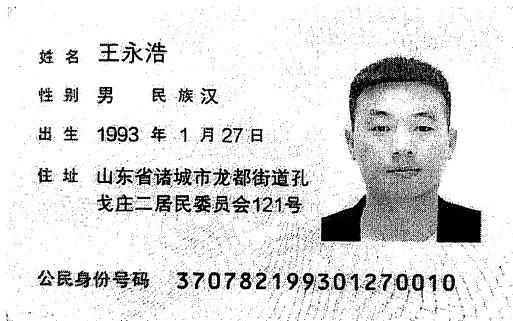 姓名 王永浩
性别 男 民族汉
出生 1993 年 1 月 27 日
住址 山东省诸城市龙都街道孔
戈庄二居民委员会121号
公民身份号码 370782199301270010